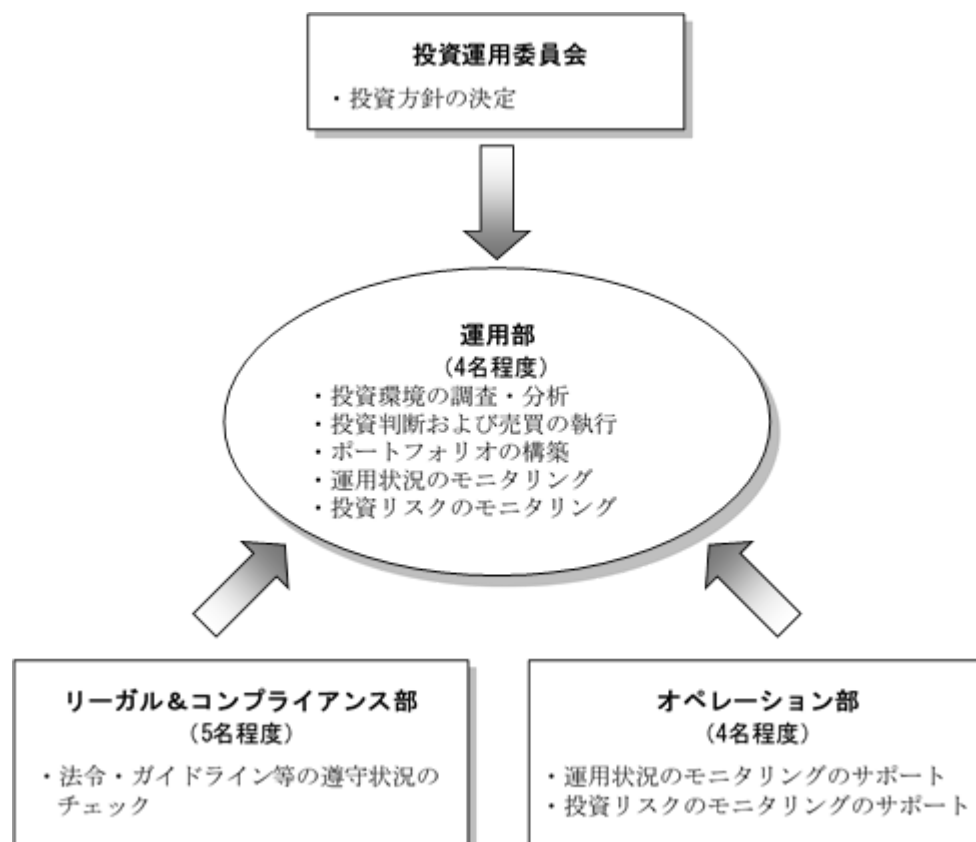 投資運用委員会
・投資方針の決定
運用部
(4名程度)
・投資環境の調査・分析
・投資判断および売買の執行
・ポートフォリオの構築
・運用状況のモニタリング
・投資リスクのモニタリング
リーガル&コンプライアンス部
(5名程度)
・法令・ガイドライン等の遵守状況の
チェック
オペレーション部
(4名程度)
・運用状況のモニタリングのサポート
・投資リスクのモニタリングのサポート